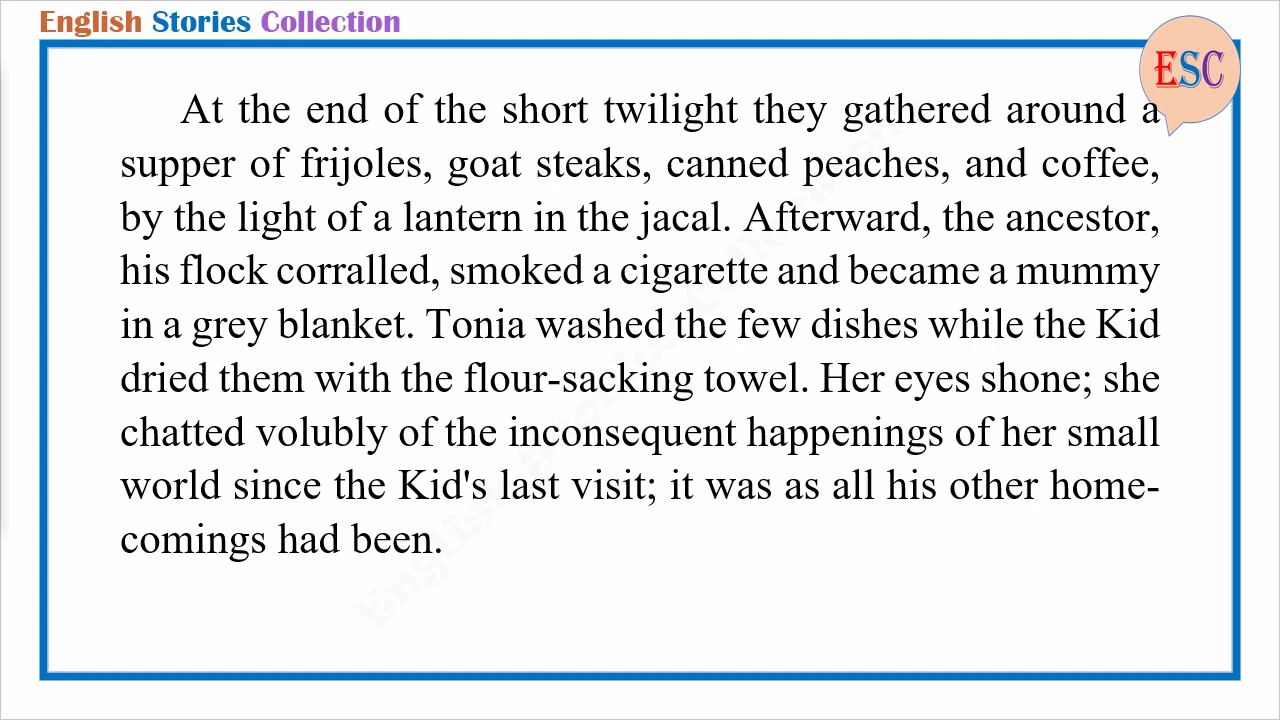 English Stories Collection
ESC
At the end of the short twilight they gathered around a
supper of frijoles, goat steaks, canned peaches, and coffee,
by the light of a lantern in the jacal. Afterward, the ancestor,
his flock corralled, smoked a cigarette and became a mummy
in a grey blanket. Tonia washed the few dishes while the Kid
dried them with the flour-sacking towel. Her eyes shone; she
chatted volubly of the inconsequent happenings of her small
world since the Kid's last visit; it was as all his other home-
comings had been.